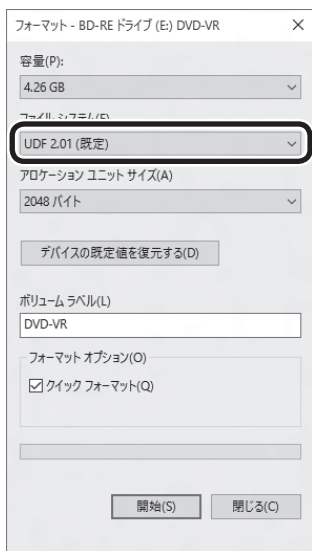 フォーマット - BD-RE ドライブ (E:) DVD-VR
容量(P):
4.26 GB
ファイル システム(F)
UDF 2.01 (既定)
アロケーション ユニット サイズ(A)
2048 バイト
デバイスの既定値を復元する(D)
ボリューム ラベル(L)
DVD-VR
フォーマット オプション(O)
クイック フォーマット(Q)
開始(S)
閉じる(C)